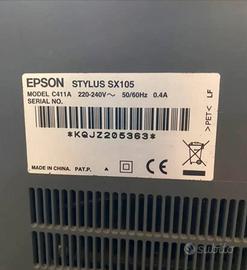 EPSON STYLUS SX105
MODEL C411A 220-240V～ 50/60Hz 0.4A
SERIAL NO.
*KQJZ205363*
MADE IN CHINA PAT.P.
>PET< LF
Subito